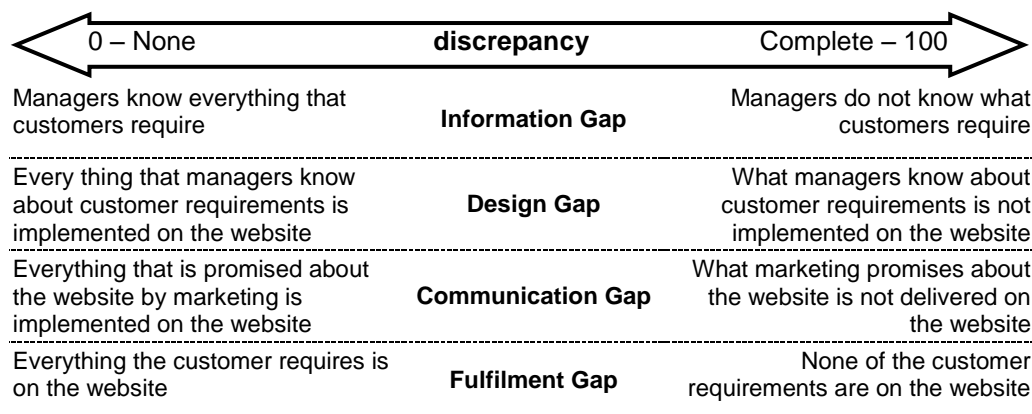 0 – None discrepancy Complete – 100
Managers know everything that
customers require
Information Gap
Managers do not know what
customers require
Every thing that managers know
about customer requirements is
implemented on the website
Design Gap
What managers know about
customer requirements is not
implemented on the website
Everything that is promised about
the website by marketing is
implemented on the website
Communication Gap
What marketing promises about
the website is not delivered on
the website
Everything the customer requires is
on the website
Fulfilment Gap
None of the customer
requirements are on the website